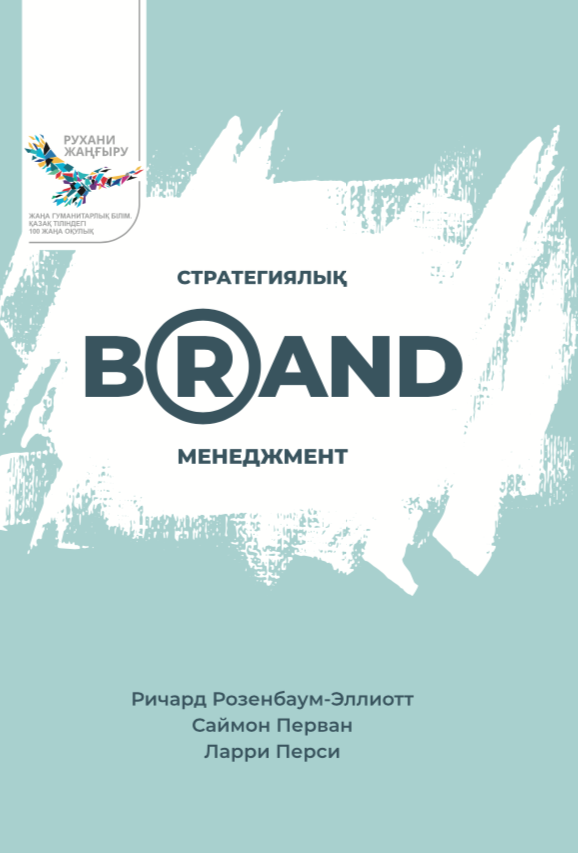 РУХАНИ
ЖАҢҒЫРУ
ЖАҢА ГУМАНИТАРЛЫҚ БІЛІМ.
ҚАЗАҚ ТІЛІНДЕГІ
100 ЖАҢА ОҚУЛЫҚ
СТРАТЕГИЯЛЫҚ
BRAND
МЕНЕДЖМЕНТ
Ричард Розенбаум-Эллиотт
Саймон Перван
Ларри Перси